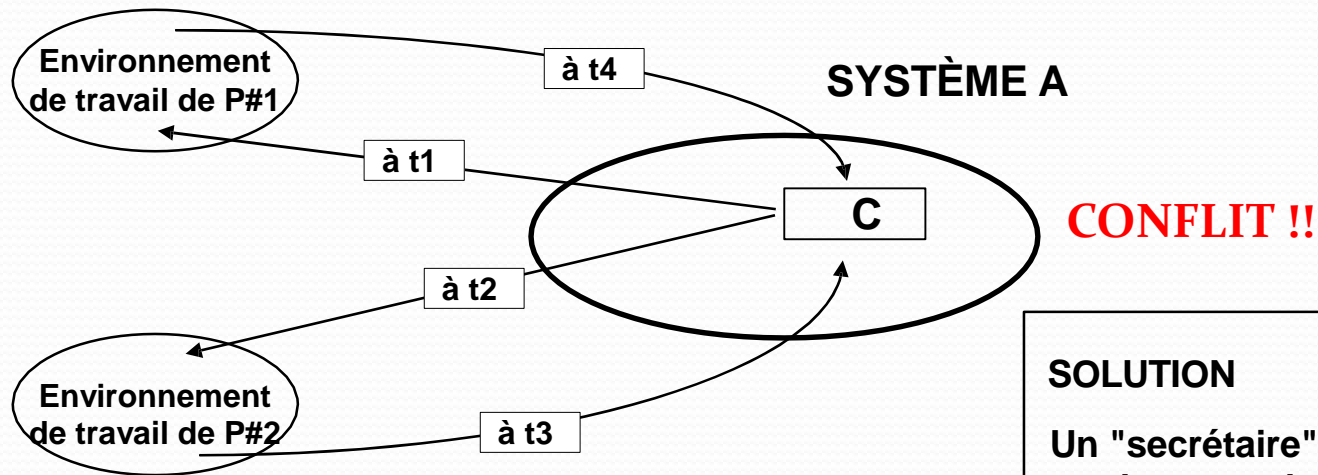 Environnement
de travail de P#1
à t4
SYSTÈME A
à t1
C
CONFLIT !!
à t2
Environnement
de travail de P#2
à t3
SOLUTION
Un "secrétaire"